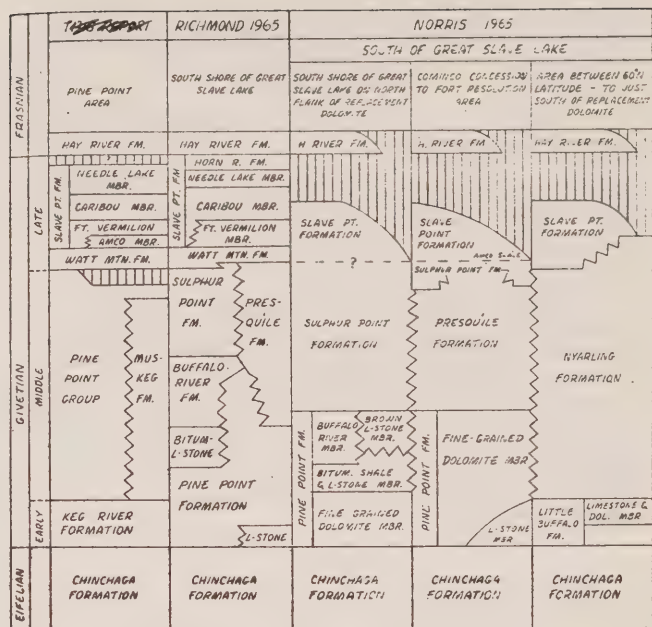 THIS REPORT
RICHMOND 1965
NORRIS 1965
SOUTH OF GREAT SLAVE LAKE
FRASNIAN
PINE POINT
AREA
SOUTH SHORE OF GREAT
SLAVE LAKE
SOUTH SHORE OF GREAT
SLAVE LAKE ON NORTH
FLANK OF REPLACEMENT
DOLOMITE
COMINCO CONCESSION
TO FORT RESOLUTION
AREA
AREA BETWEEN 60°N
LATITUDE - TO JUST
SOUTH OF REPLACEMENT
DOLOMITE
HAY RIVER FM.
HAY RIVER FM.
H RIVER FM.
H. RIVER FM.
HAY RIVER FM.
GIVETIAN
LATE
SLAVE PT. FM.
NEEDLE LAKE
MBR.
CARIBOU MBR.
FT. VERMILION
AMCO MBR.
WATT MTN. FM.
SLAVE PT. FM
HORN R. FM.
NEEDLE LAKE MBR.
CARIBOU MBR.
FT. VERMILION
MBR.
WATT MTN. FM.
SLAVE PT.
FORMATION
?
SLAVE
POINT
FORMATION
AMCO SHALE
SULPHUR POINT FM.
SLAVE PT.
FORMATION
MIDDLE
PINE
POINT
GROUP
MUS-
KEG
FM.
SULPHUR
POINT
FM.
PRES-
QUILE
FM.
BUFFALO-
RIVER
FM.
BITUM-
L-STONE
PINE POINT
FORMATION
L-STONE
SULPHUR POINT
FORMATION
PINE POINT FM.
BUFFALO
RIVER
MBR.
BROWN
L-STONE
MBR.
BITUM. SHALE
& L-STONE MBR.
FINE GRAINED
DOLOMITE MBR.
PRESQUILE
FORMATION
PINE POINT FM.
FINE-GRAINED
DOLOMITE MBR
L-STONE
MBR
NYARLING
FORMATION
LITTLE
BUFFALO
FM.
LIMESTONE &
DOL. MBR
EARLY
KEG RIVER
FORMATION
EIFELIAN
CHINCHAGA
FORMATION
CHINCHAGA
FORMATION
CHINCHAGA
FORMATION
CHINCHAGA
FORMATION
CHINCHAGA
FORMATION